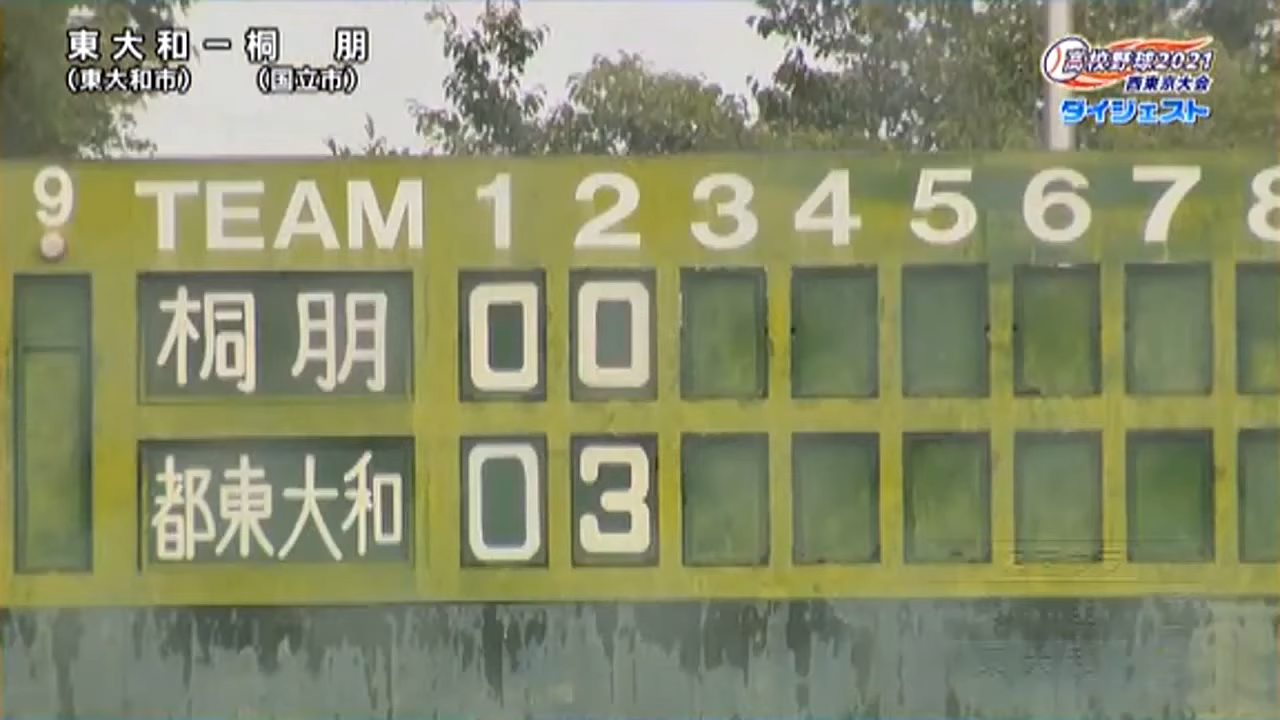 東大和－桐 朋
(東大和市) (国立市)
高校野球2021
西東京大会
ダイジェスト
9 TEAM 1 2 3 4 5 6 7 8
桐朋 0 0
都東大和 0 3